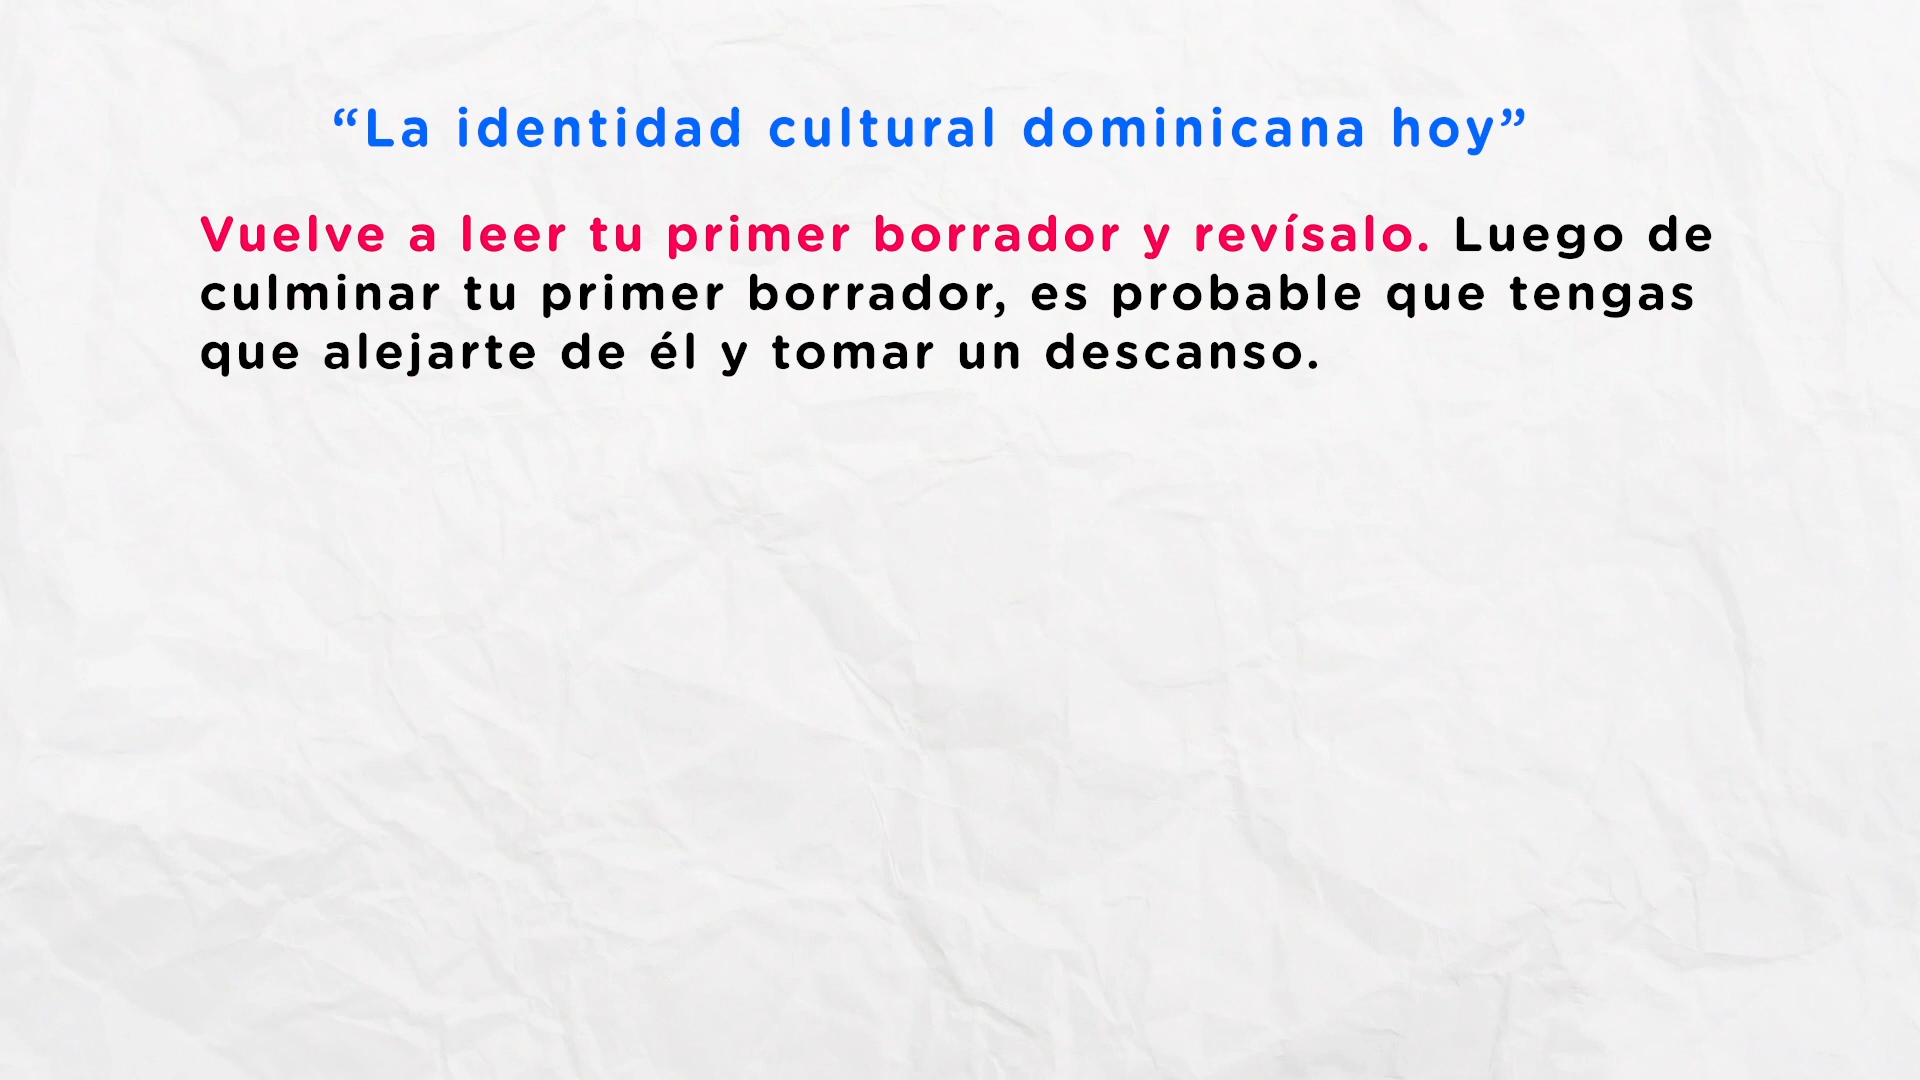 “La identidad cultural dominicana hoy”
Vuelve a leer tu primer borrador y revísalo. Luego de
culminar tu primer borrador, es probable que tengas
que alejarte de él y tomar un descanso.